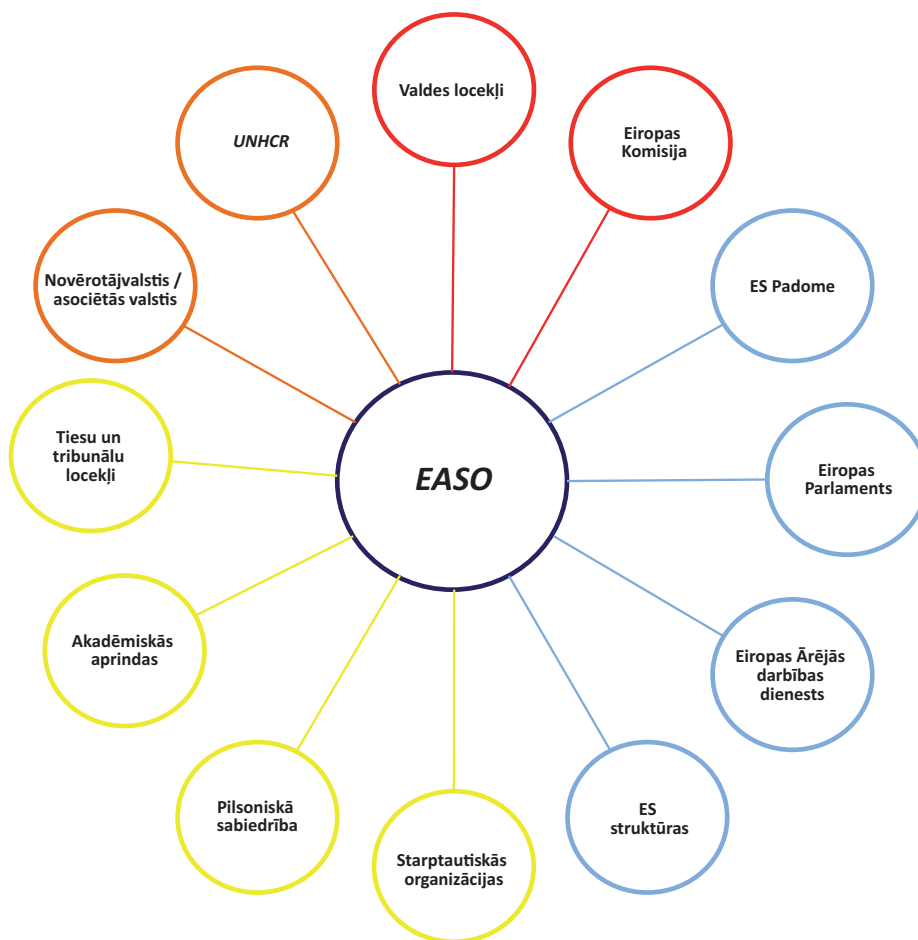 Valdes locekļi
Eiropas
Komisija
UNHCR
ES Padome
Novērotājvalstis /
asociētās valstis
Tiesu un
tribunālu
locekļi
EASO
Eiropas
Parlaments
Akadēmiskās
aprindas
Eiropas Ārējās
darbības
dienests
Pilsoniskā
sabiedrība
ES
struktūras
Starptautiskās
organizācijas